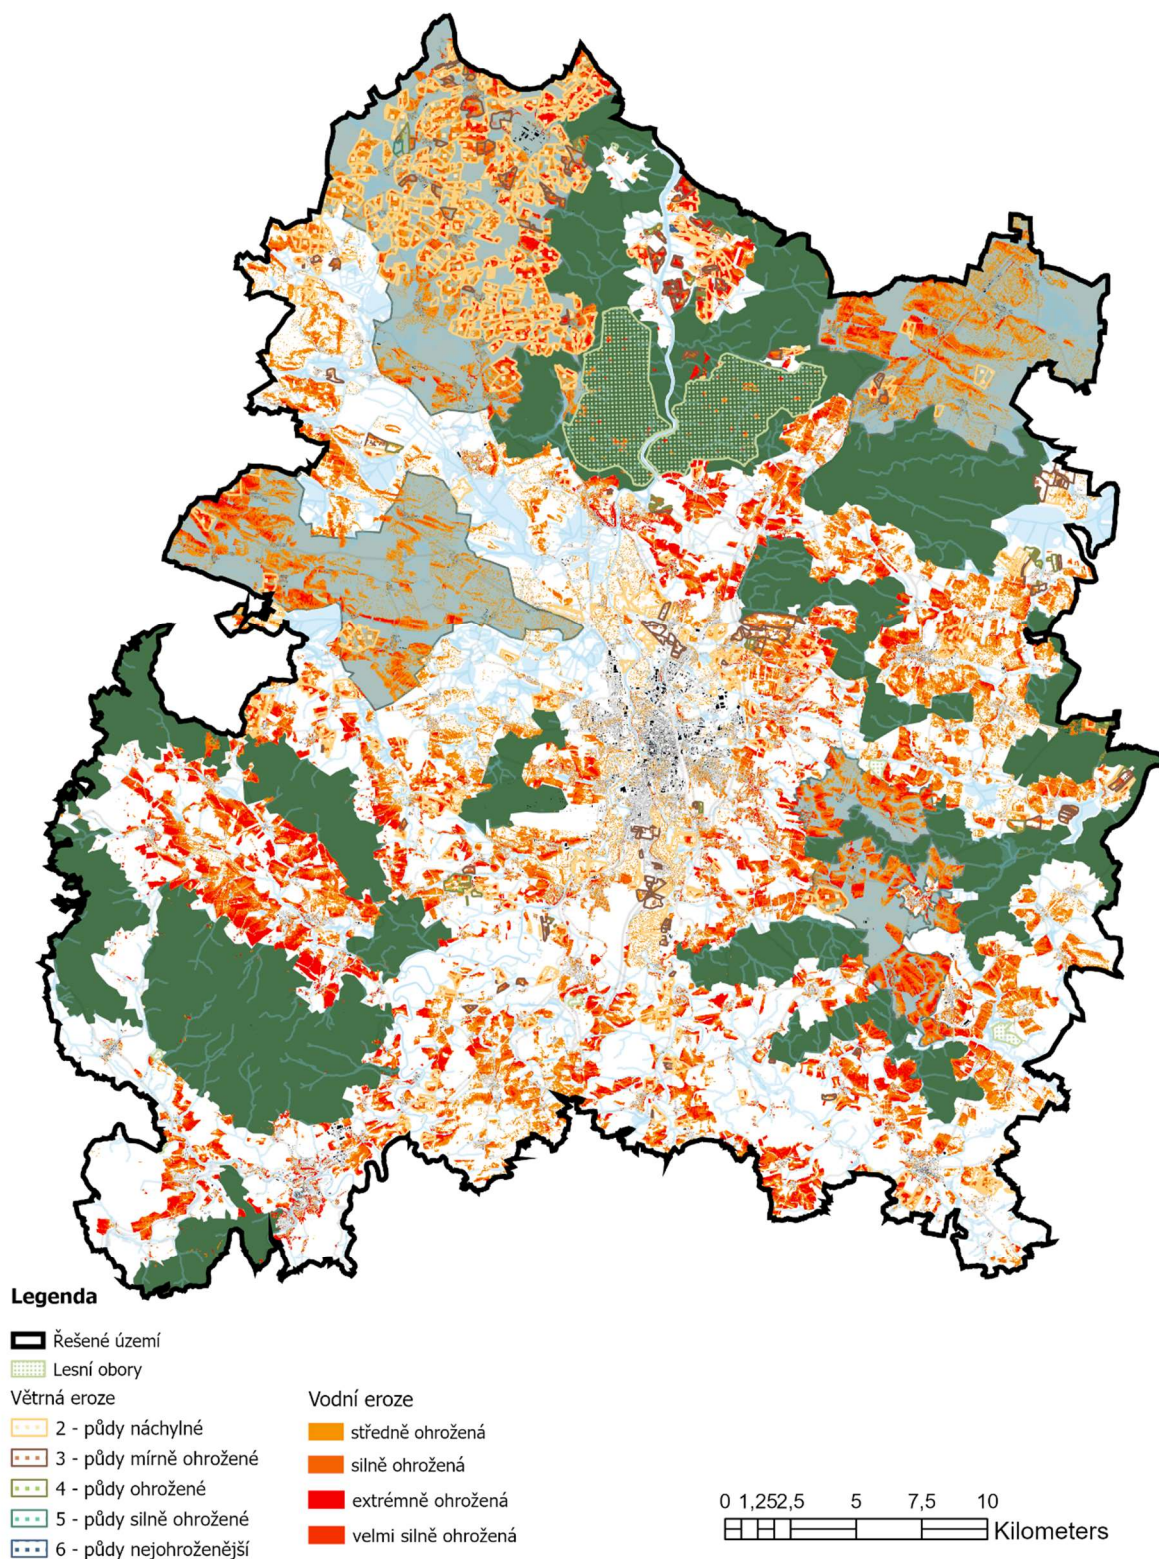 Legenda
Řešené území
Lesní obory
Větrná eroze
2 - půdy náchylné
3 - půdy mírně ohrožené
4 - půdy ohrožené
5 - půdy silně ohrožené
6 - půdy nejohroženější
Vodní eroze
středně ohrožená
silně ohrožená
extrémně ohrožená
velmi silně ohrožená
0 1,252,5 5 7,5 10
Kilometers